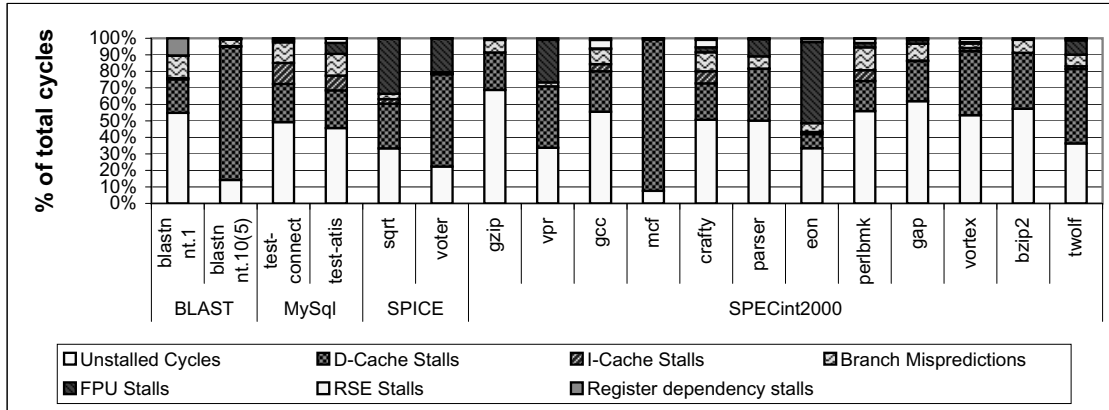 % of total cycles
100%
90%
80%
70%
60%
50%
40%
30%
20%
10%
0%
blastn
nt.1
blastn
nt.10(5)
test-
connect
test-atis
sqrt
voter
gzip
vpr
gcc
mcf
crafty
parser
eon
perlbmk
gap
vortex
bzip2
twolf
BLAST MySql SPICE SPECint2000
Unstalled Cycles D-Cache Stalls I-Cache Stalls Branch Mispredictions
FPU Stalls RSE Stalls Register dependency stalls